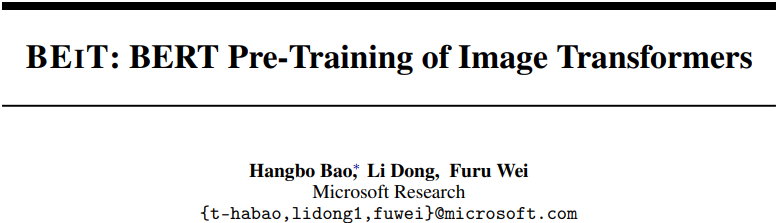 BEIT: BERT Pre-Training of Image Transformers
Hangbo Bao,* Li Dong, Furu Wei
Microsoft Research
{t-habao,lidong1,fuwei}@microsoft.com